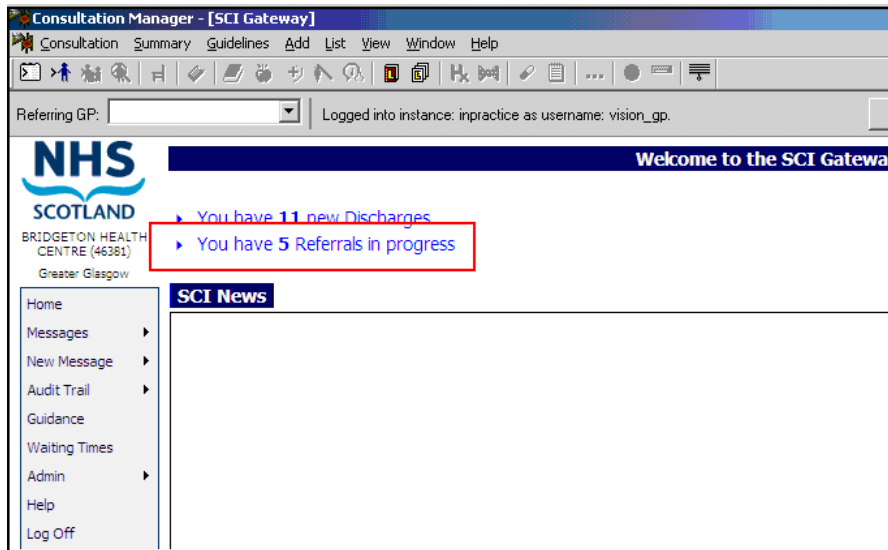 Consultation Manager - [SCI Gateway]
Consultation Summary Guidelines Add List View Window Help
Referring GP: Logged into instance: inpractice as username: vision_gp.
NHS
SCOTLAND
BRIDGETON HEALTH
CENTRE (46381)
Greater Glasgow
Welcome to the SCI Gatewa
You have 11 new Discharges
You have 5 Referrals in progress
SCI News
Home
Messages
New Message
Audit Trail
Guidance
Waiting Times
Admin
Help
Log Off